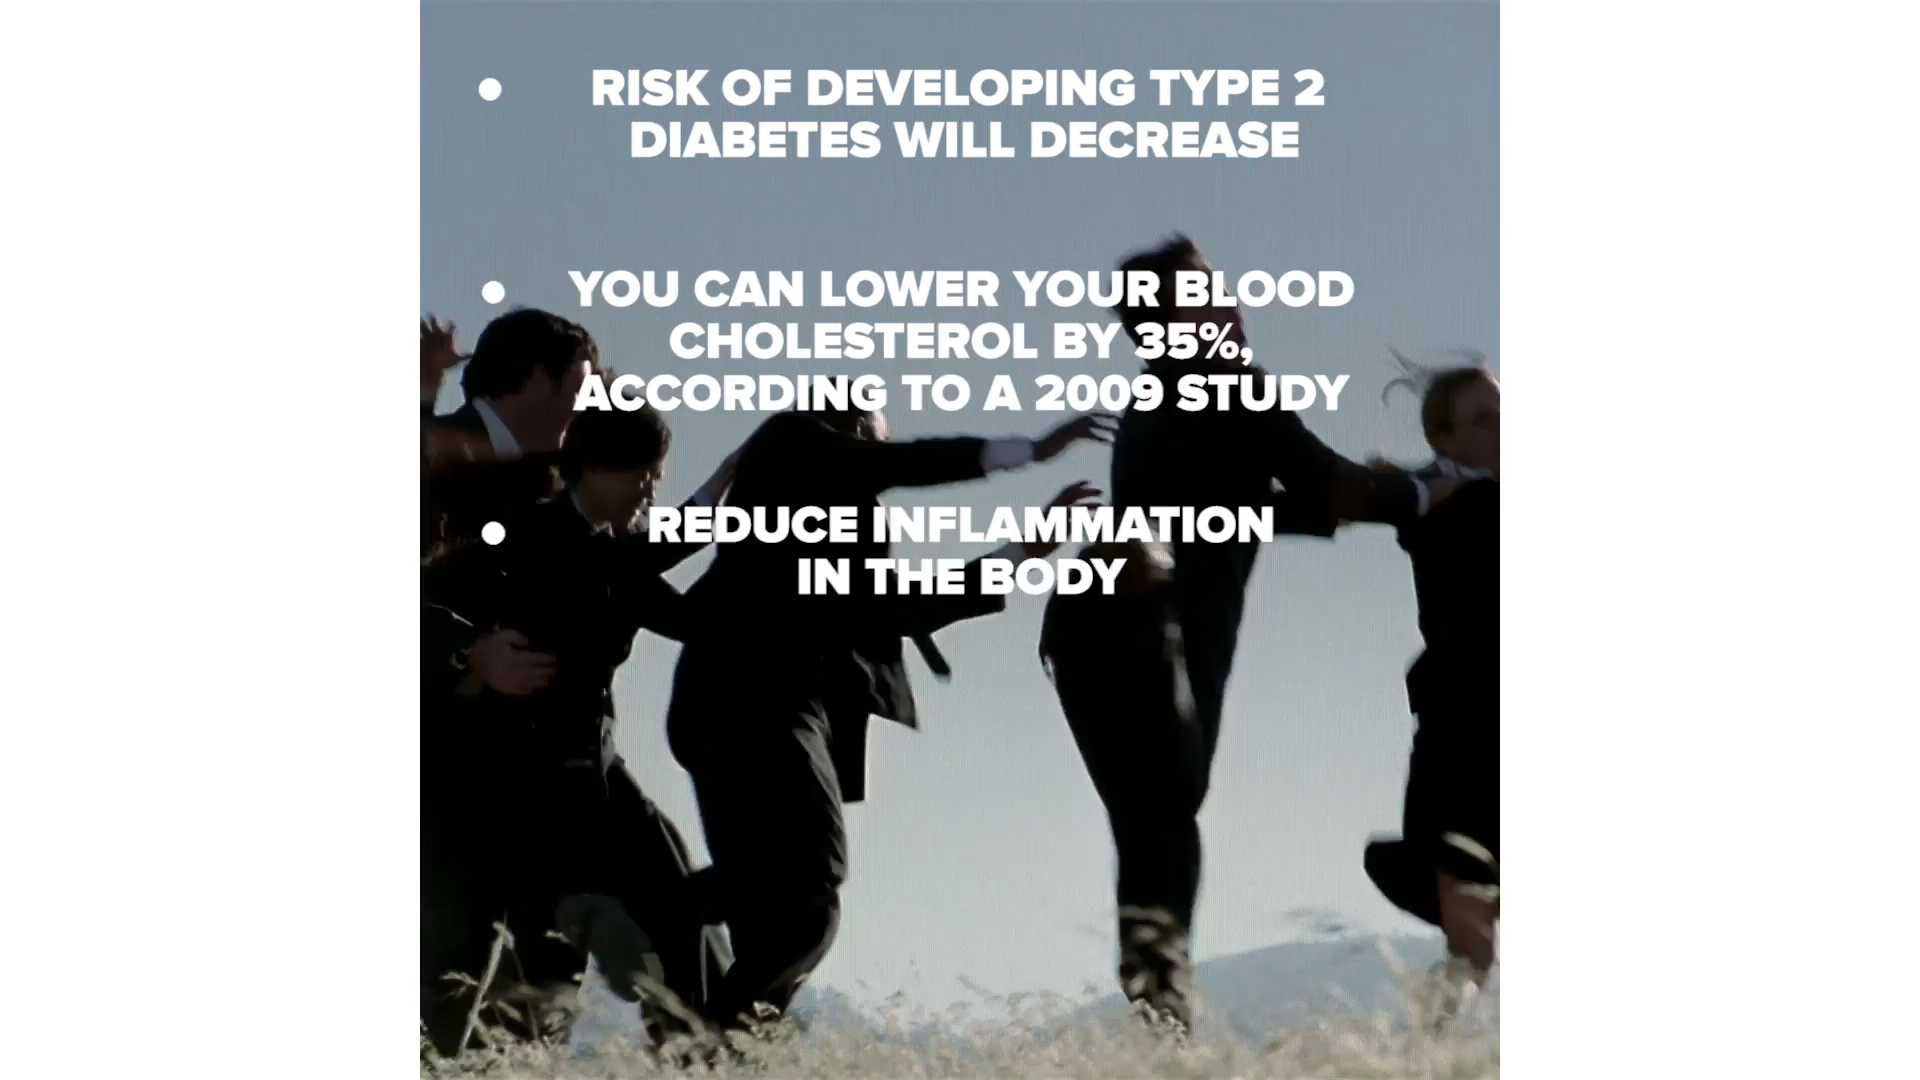 • RISK OF DEVELOPING TYPE 2
DIABETES WILL DECREASE
• YOU CAN LOWER YOUR BLOOD
CHOLESTEROL BY 35%,
ACCORDING TO A 2009 STUDY
• REDUCE INFLAMMATION
IN THE BODY